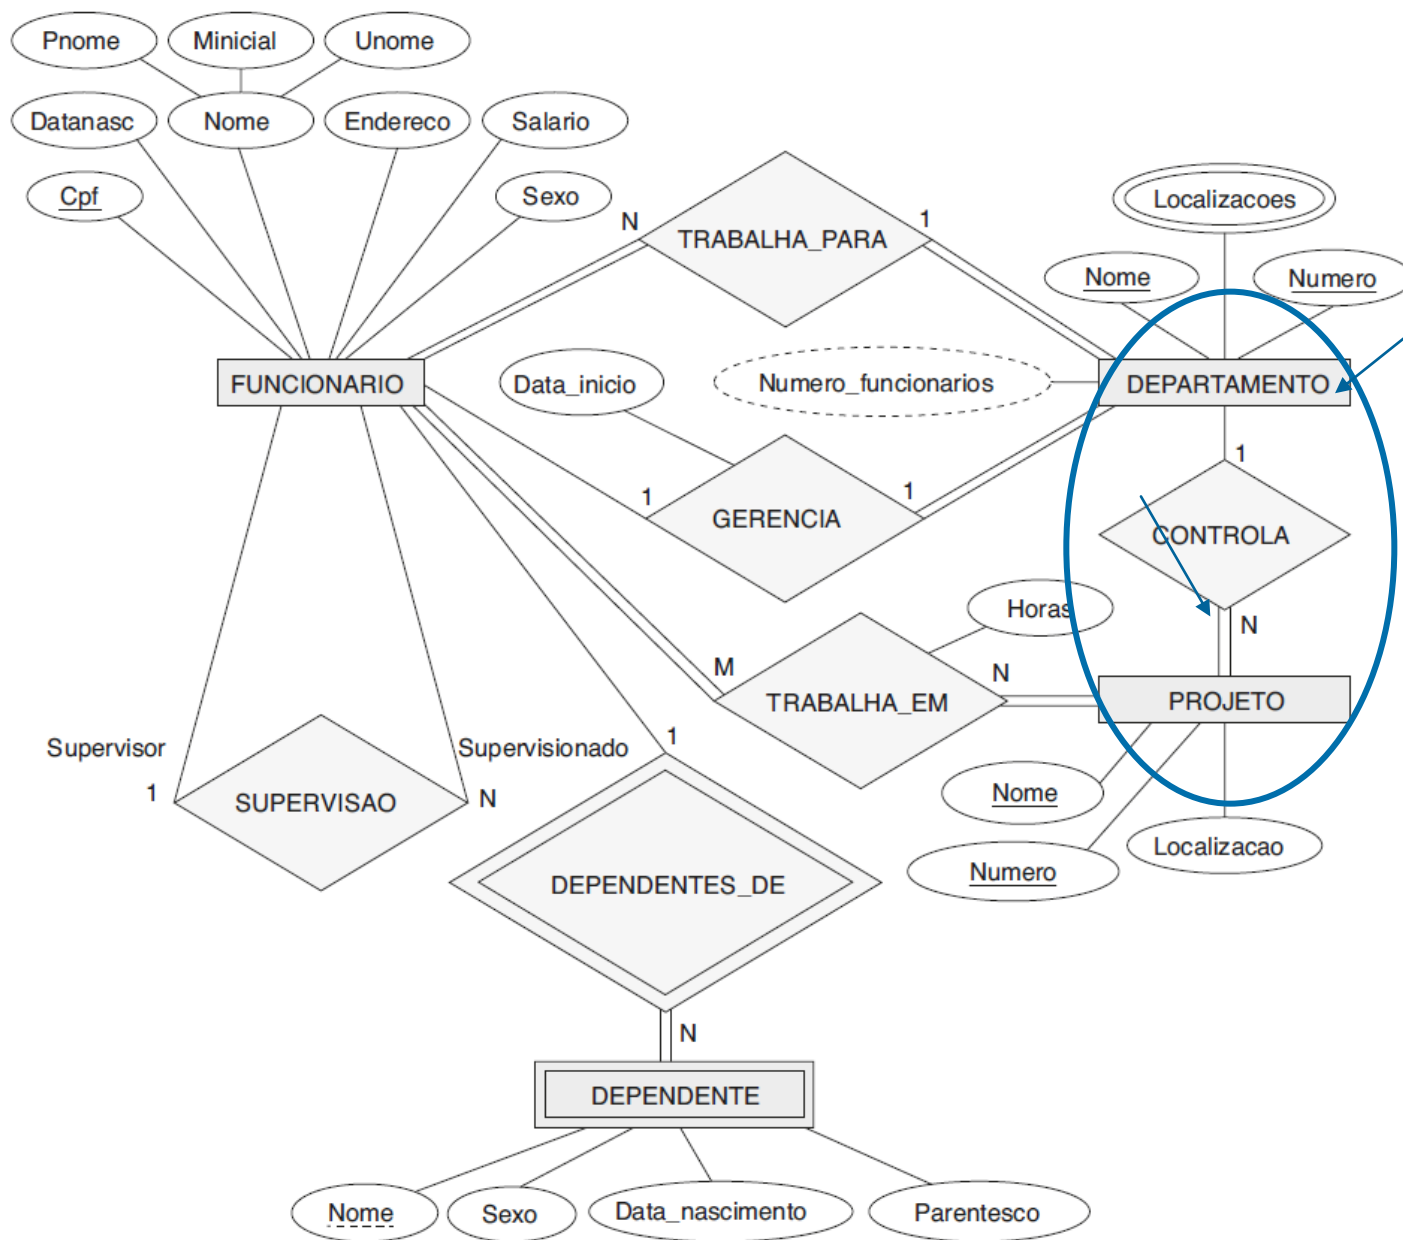 Pnome
Minicial
Unome
Datanasc
Nome
Endereco
Salario
Cpf
Sexo
N
TRABALHA_PARA
1
Localizacoes
Nome
Numero
FUNCIONARIO
Data_inicio
Numero_funcionarios
DEPARTAMENTO
1
1
GERENCIA
1
CONTROLA
Horas
N
M
TRABALHA_EM
N
PROJETO
Supervisor
1
SUPERVISAO
Supervisionado
N
1
Nome
Numero
Localizacao
DEPENDENTES_DE
N
DEPENDENTE
Nome
Sexo
Data_nascimento
Parentesco